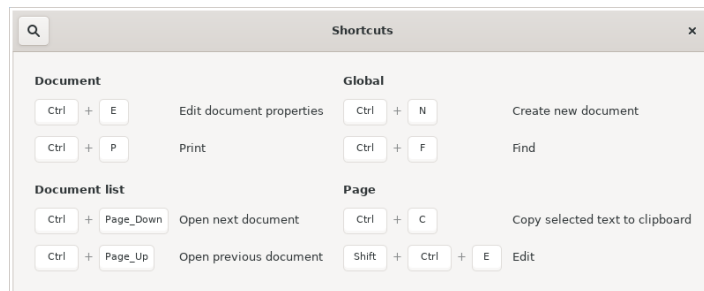 Shortcuts
Document
Ctrl + E Edit document properties
Ctrl + P Print
Global
Ctrl + N Create new document
Ctrl + F Find
Document list
Ctrl + Page_Down Open next document
Ctrl + Page_Up Open previous document
Page
Ctrl + C Copy selected text to clipboard
Shift + Ctrl + E Edit